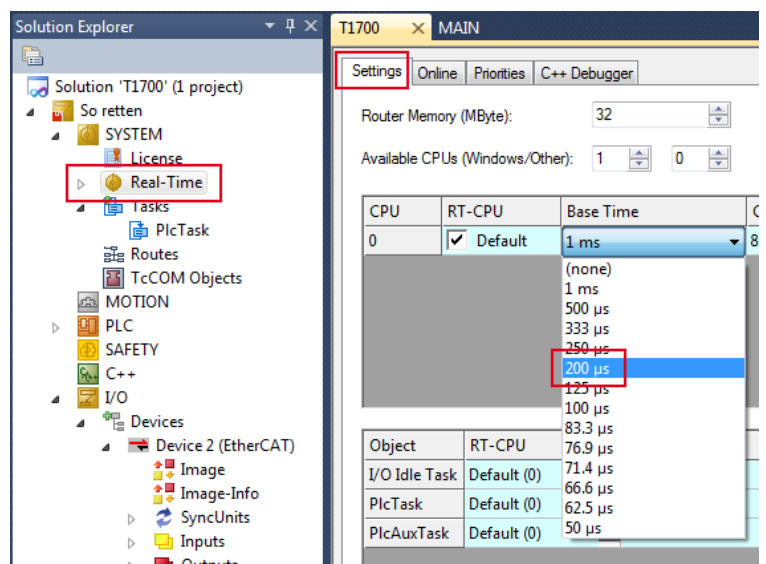 Solution Explorer
Solution 'T1700' (1 project)
So retten
SYSTEM
License
Real-Time
Tasks
PlcTask
Routes
TcCOM Objects
MOTION
PLC
SAFETY
C++
I/O
Devices
Device 2 (EtherCAT)
Image
Image-Info
SyncUnits
Inputs
Outputs
T1700 MAIN
Settings Online Priorities C++ Debugger
Router Memory (MByte): 32
Available CPUs (Windows/Other): 1 0
CPU RT-CPU Base Time C
0 Default 1 ms 8
(none)
1 ms
500 µs
333 µs
250 µs
200 µs
125 µs
100 µs
83.3 µs
76.9 µs
71.4 µs
66.6 µs
62.5 µs
50 µs
Object RT-CPU
I/O Idle Task Default (0)
PlcTask Default (0)
PlcAuxTask Default (0)